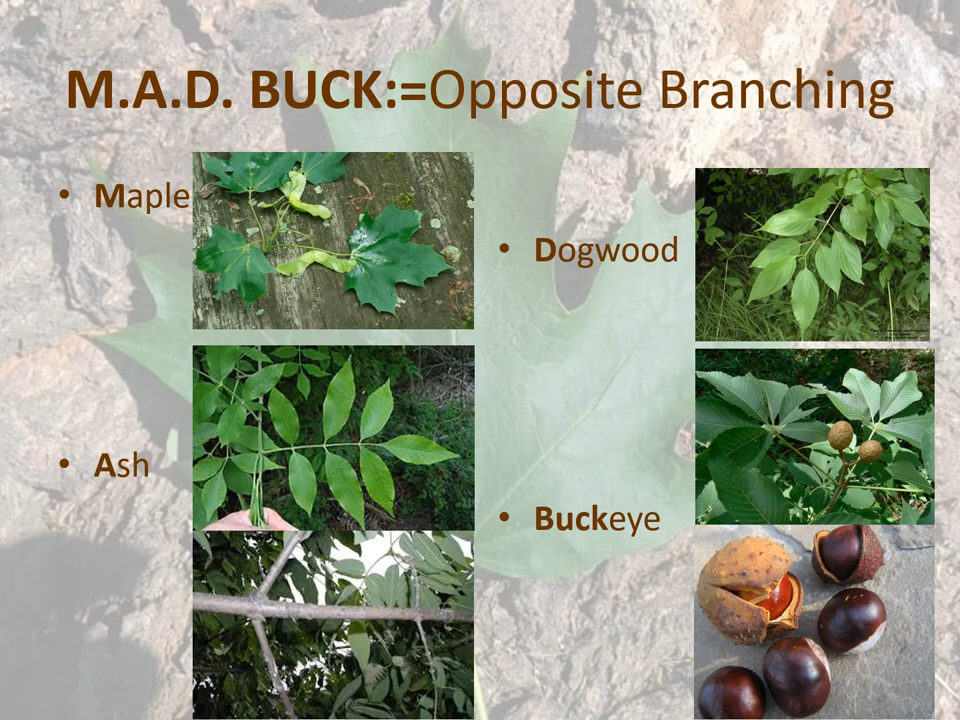 M.A.D. BUCK:=Opposite Branching
• Maple
• Ash
• Dogwood
• Buckeye